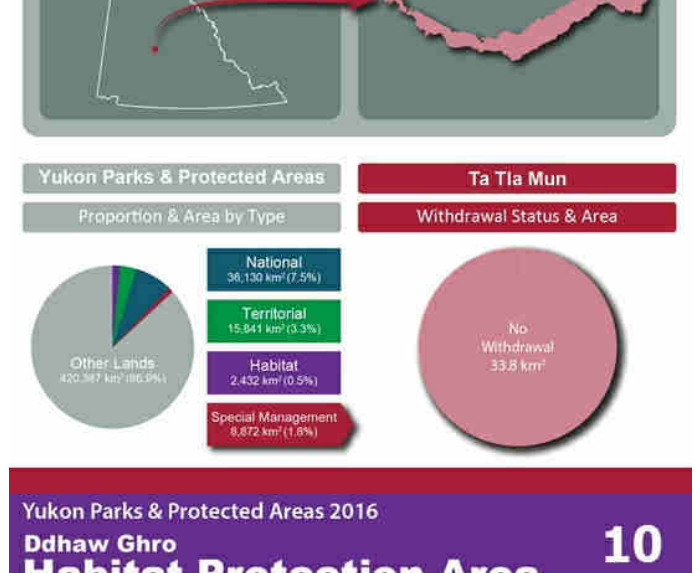 Yukon Parks & Protected Areas
Proportion & Area by Type
National
36,130 km² (7.5%)
Territorial
15,841 km² (3.3%)
Habitat
2,432 km² (0.5%)
Special Management
8,872 km² (1.8%)
Other Lands
420,387 km² (86.9%)
Ta Tla Mun
Withdrawal Status & Area
No
Withdrawal
33.8 km²
Yukon Parks & Protected Areas 2016
Ddhaw Ghro
10
Habitat Protection Area